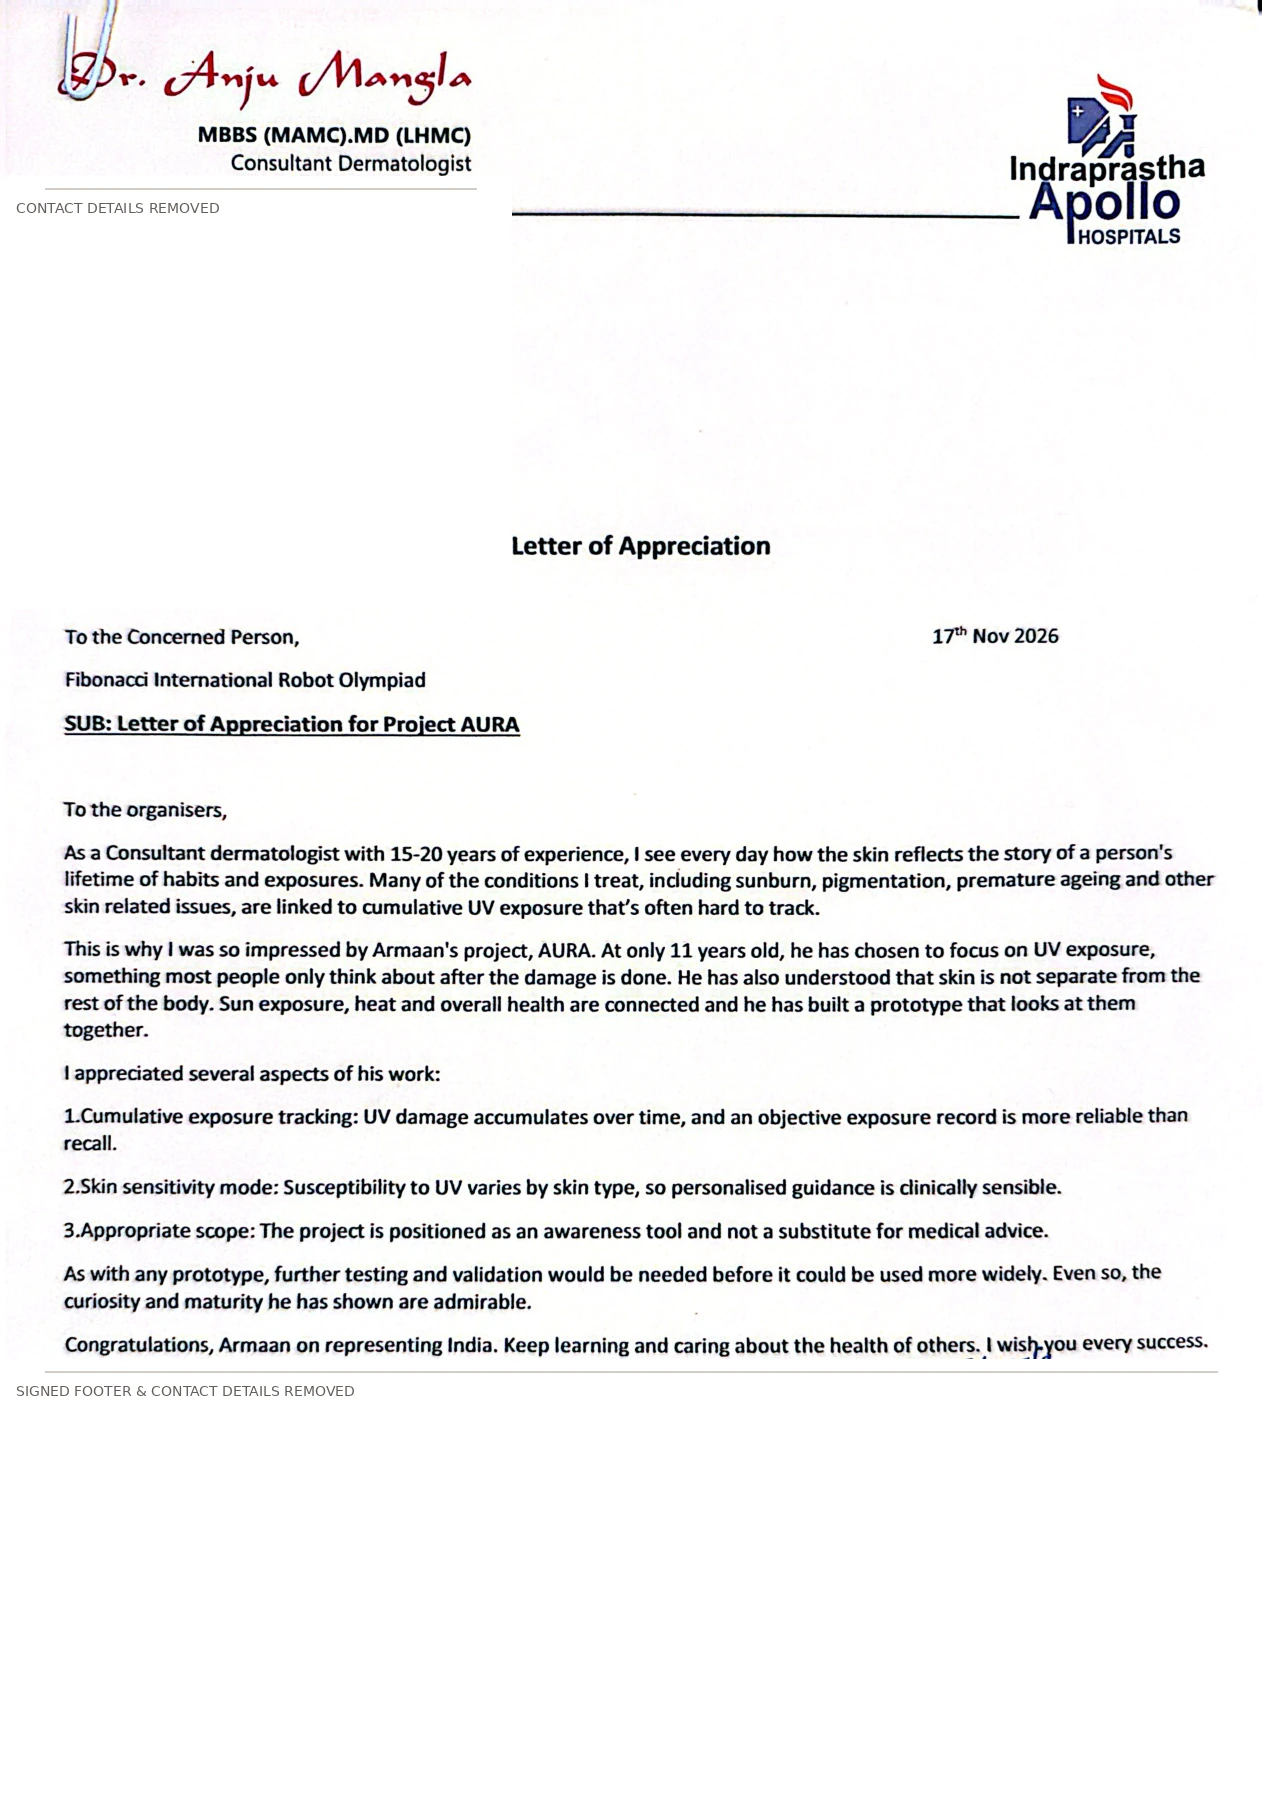 Dr. Anju Mangla
MBBS (MAMC).MD (LHMC)
Consultant Dermatologist
CONTACT DETAILS REMOVED
Indraprastha
Apollo
HOSPITALS
Letter of Appreciation
To the Concerned Person,
17th Nov 2026
Fibonacci International Robot Olympiad
SUB: Letter of Appreciation for Project AURA
To the organisers,
As a Consultant dermatologist with 15-20 years of experience, I see every day how the skin reflects the story of a person's
lifetime of habits and exposures. Many of the conditions I treat, including sunburn, pigmentation, premature ageing and other
skin related issues, are linked to cumulative UV exposure that's often hard to track.
This is why I was so impressed by Armaan's project, AURA. At only 11 years old, he has chosen to focus on UV exposure,
something most people only think about after the damage is done. He has also understood that skin is not separate from the
rest of the body. Sun exposure, heat and overall health are connected and he has built a prototype that looks at them
together.
I appreciated several aspects of his work:
1.Cumulative exposure tracking: UV damage accumulates over time, and an objective exposure record is more reliable than
recall.
2.Skin sensitivity mode: Susceptibility to UV varies by skin type, so personalised guidance is clinically sensible.
3.Appropriate scope: The project is positioned as an awareness tool and not a substitute for medical advice.
As with any prototype, further testing and validation would be needed before it could be used more widely. Even so, the
curiosity and maturity he has shown are admirable.
Congratulations, Armaan on representing India. Keep learning and caring about the health of others. I wish you every success.
SIGNED FOOTER & CONTACT DETAILS REMOVED